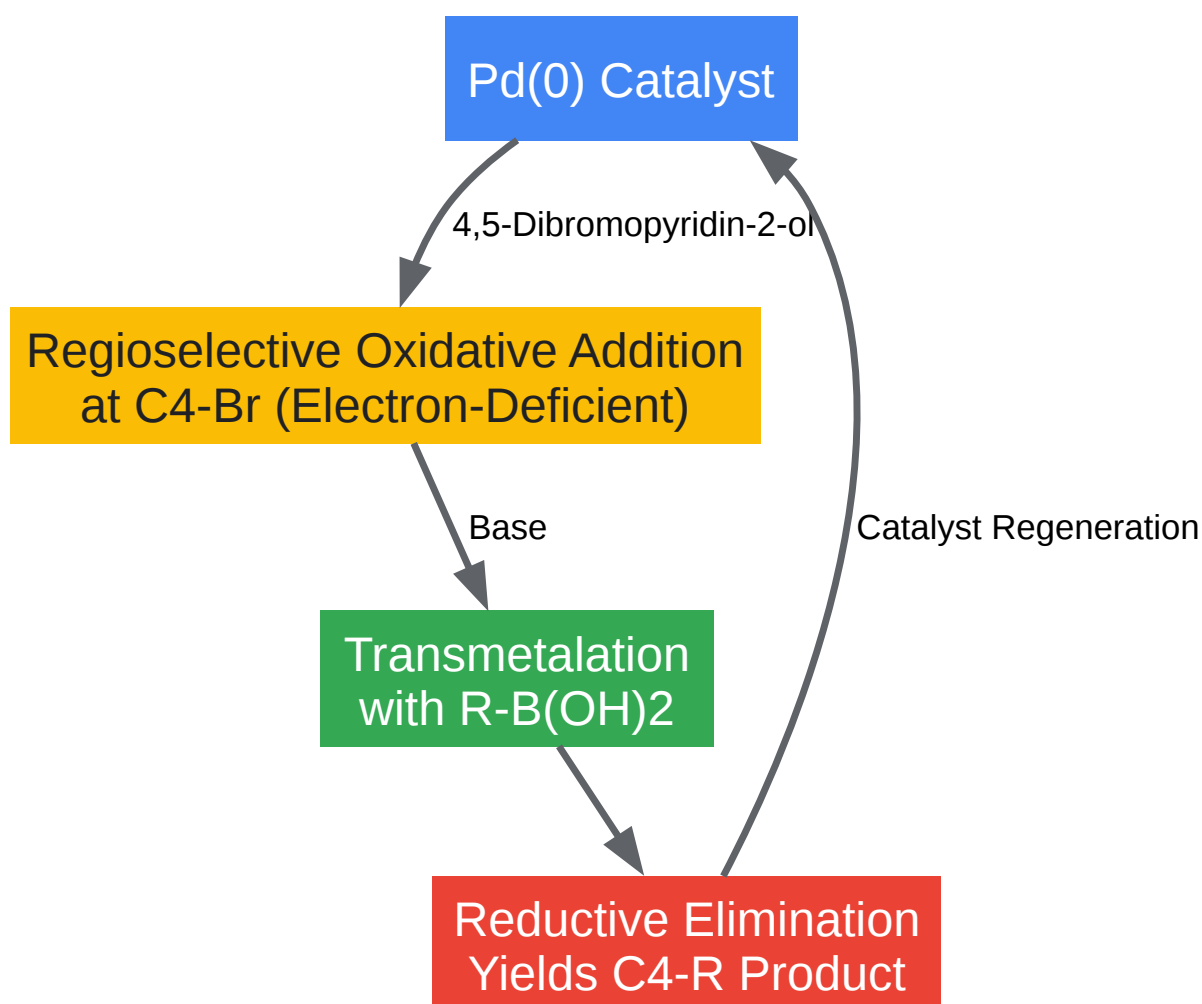 Pd(0) Catalyst
4,5-Dibromopyridin-2-ol
Regioselective Oxidative Addition
at C4-Br (Electron-Deficient)
Base
Catalyst Regeneration
Transmetalation
with R-B(OH)2
Reductive Elimination
Yields C4-R Product